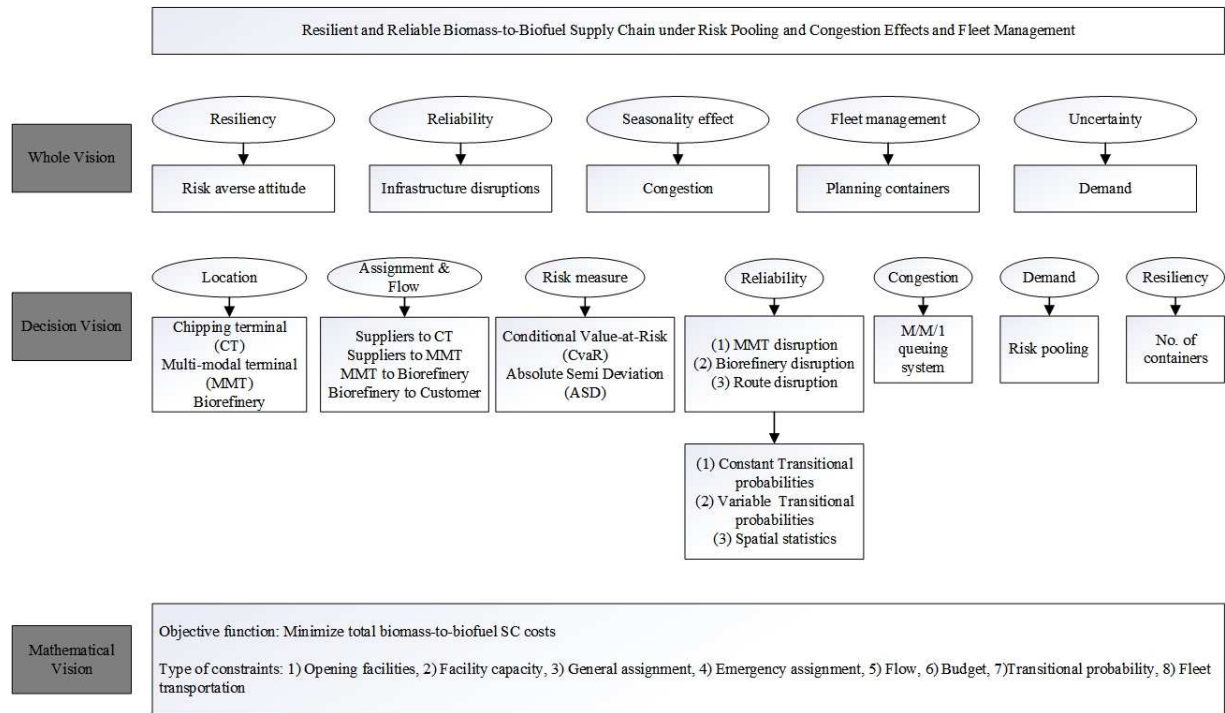 Resilient and Reliable Biomass-to-Biofuel Supply Chain under Risk Pooling and Congestion Effects and Fleet Management
Whole Vision
Resiliency
Reliability
Seasonality effect
Fleet management
Uncertainty
Risk averse attitude
Infrastructure disruptions
Congestion
Planning containers
Demand
Decision Vision
Location
Assignment &
Flow
Risk measure
Reliability
Congestion
Demand
Resiliency
Chipping terminal
(CT)
Multi-modal terminal
(MMT)
Biorefinery
Suppliers to CT
Suppliers to MMT
MMT to Biorefinery
Biorefinery to Customer
Conditional Value-at-Risk
(CvaR)
Absolute Semi Deviation
(ASD)
(1) MMT disruption
(2) Biorefinery disruption
(3) Route disruption
M/M/1
queuing
system
Risk pooling
No. of
containers
(1) Constant Transitional
probabilities
(2) Variable Transitional
probabilities
(3) Spatial statistics
Mathematical
Vision
Objective function: Minimize total biomass-to-biofuel SC costs
Type of constraints: 1) Opening facilities, 2) Facility capacity, 3) General assignment, 4) Emergency assignment, 5) Flow, 6) Budget, 7)Transitional probability, 8) Fleet
transportation